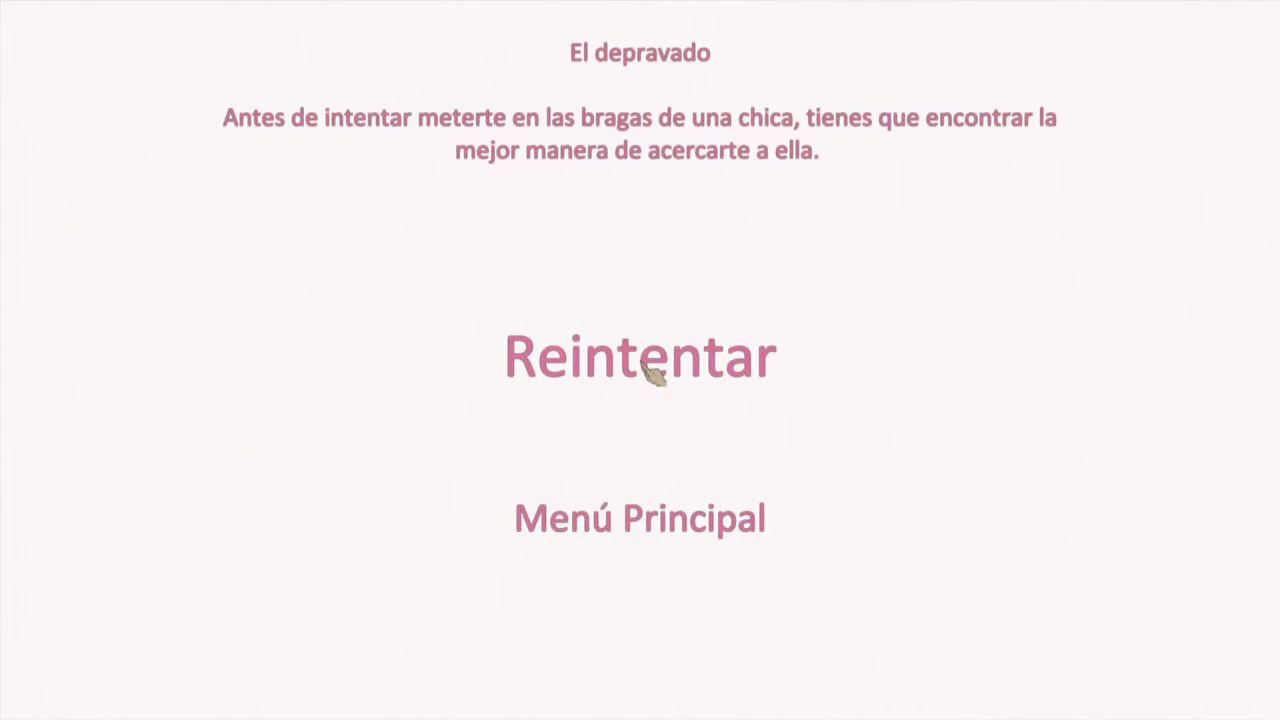 El depravado
Antes de intentar meterte en las bragas de una chica, tienes que encontrar la
mejor manera de acercarte a ella.
Reintentar
Menú Principal